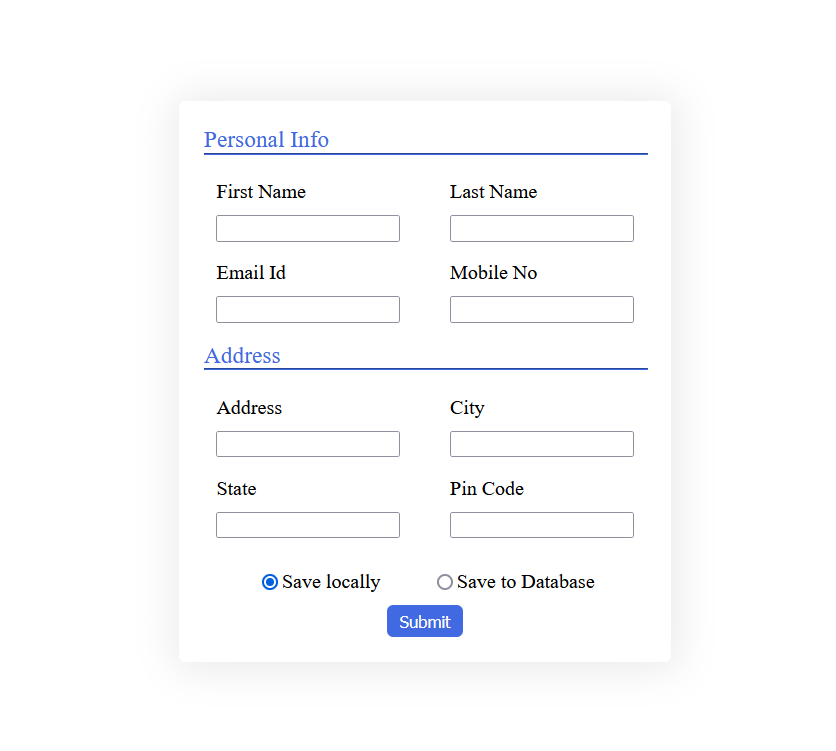 Personal Info
First Name Last Name
Email Id Mobile No
Address
Address City
State Pin Code
Save locally Save to Database
Submit